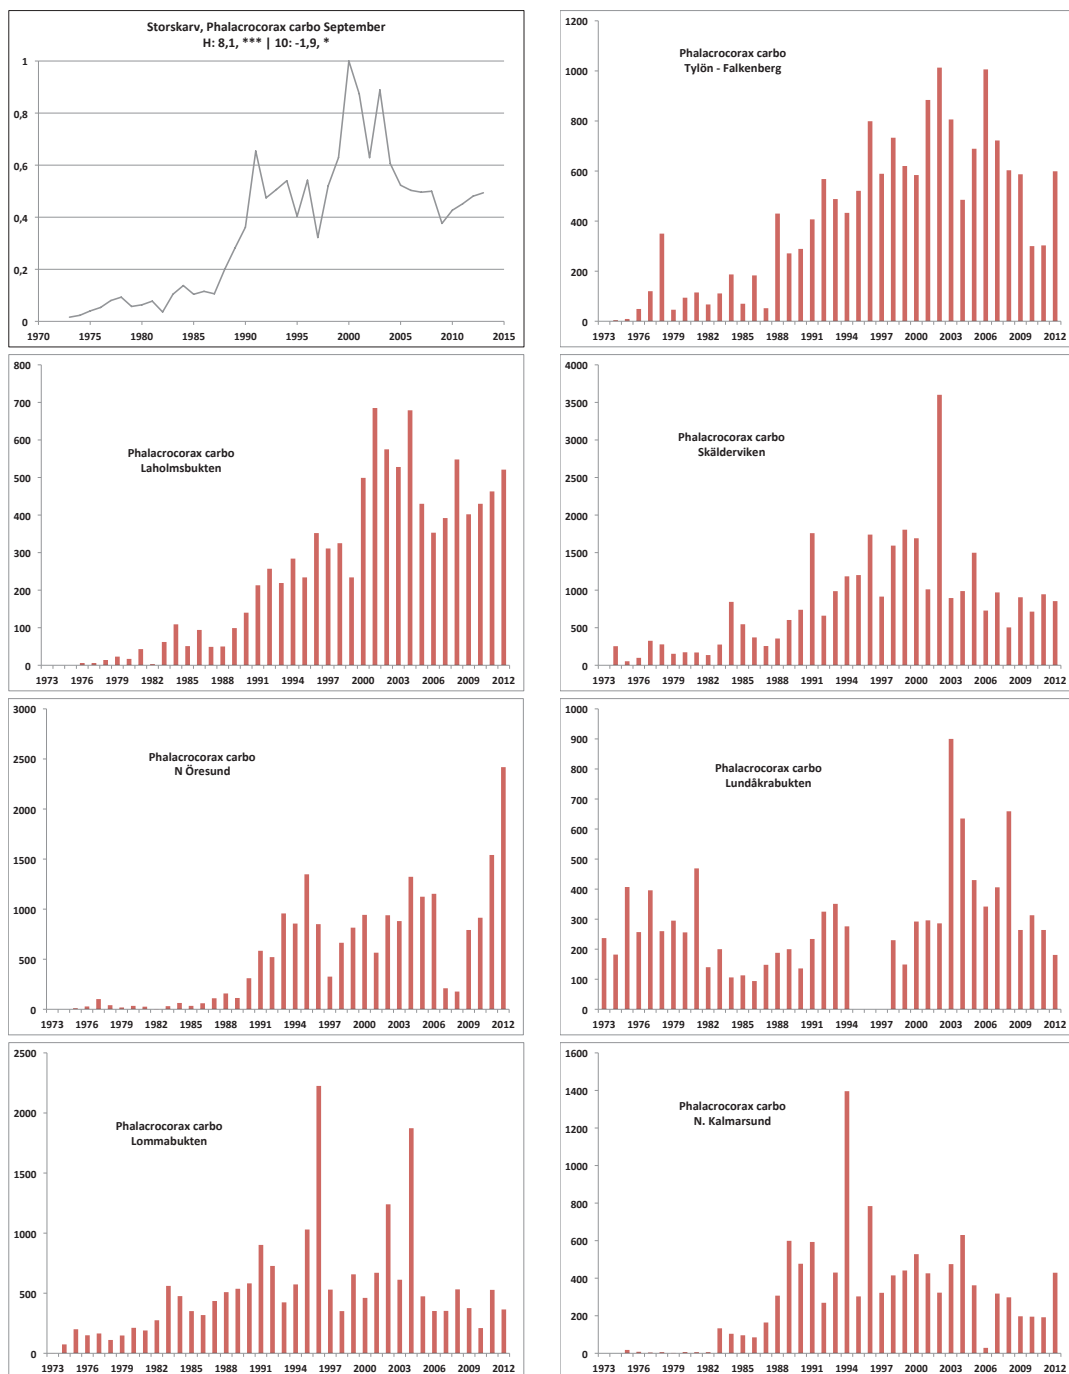 Storskarv, Phalacrocorax carbo September
H: 8,1, *** | 10: -1,9, *
1
0,8
0,6
0,4
0,2
0
1970 1975 1980 1985 1990 1995 2000 2005 2010 2015
Phalacrocorax carbo
Tylön - Falkenberg
1200
1000
800
600
400
200
0
1973 1976 1979 1982 1985 1988 1991 1994 1997 2000 2003 2006 2009 2012
Phalacrocorax carbo
Laholmsbukten
800
700
600
500
400
300
200
100
0
1973 1976 1979 1982 1985 1988 1991 1994 1997 2000 2003 2006 2009 2012
Phalacrocorax carbo
Skälderviken
4000
3500
3000
2500
2000
1500
1000
500
0
1973 1976 1979 1982 1985 1988 1991 1994 1997 2000 2003 2006 2009 2012
Phalacrocorax carbo
N Öresund
3000
2500
2000
1500
1000
500
0
1973 1976 1979 1982 1985 1988 1991 1994 1997 2000 2003 2006 2009 2012
Phalacrocorax carbo
Lundåkrabukten
1000
900
800
700
600
500
400
300
200
100
0
1973 1976 1979 1982 1985 1988 1991 1994 1997 2000 2003 2006 2009 2012
Phalacrocorax carbo
Lommabukten
2500
2000
1500
1000
500
0
1973 1976 1979 1982 1985 1988 1991 1994 1997 2000 2003 2006 2009 2012
Phalacrocorax carbo
N. Kalmarsund
1600
1400
1200
1000
800
600
400
200
0
1973 1976 1979 1982 1985 1988 1991 1994 1997 2000 2003 2006 2009 2012